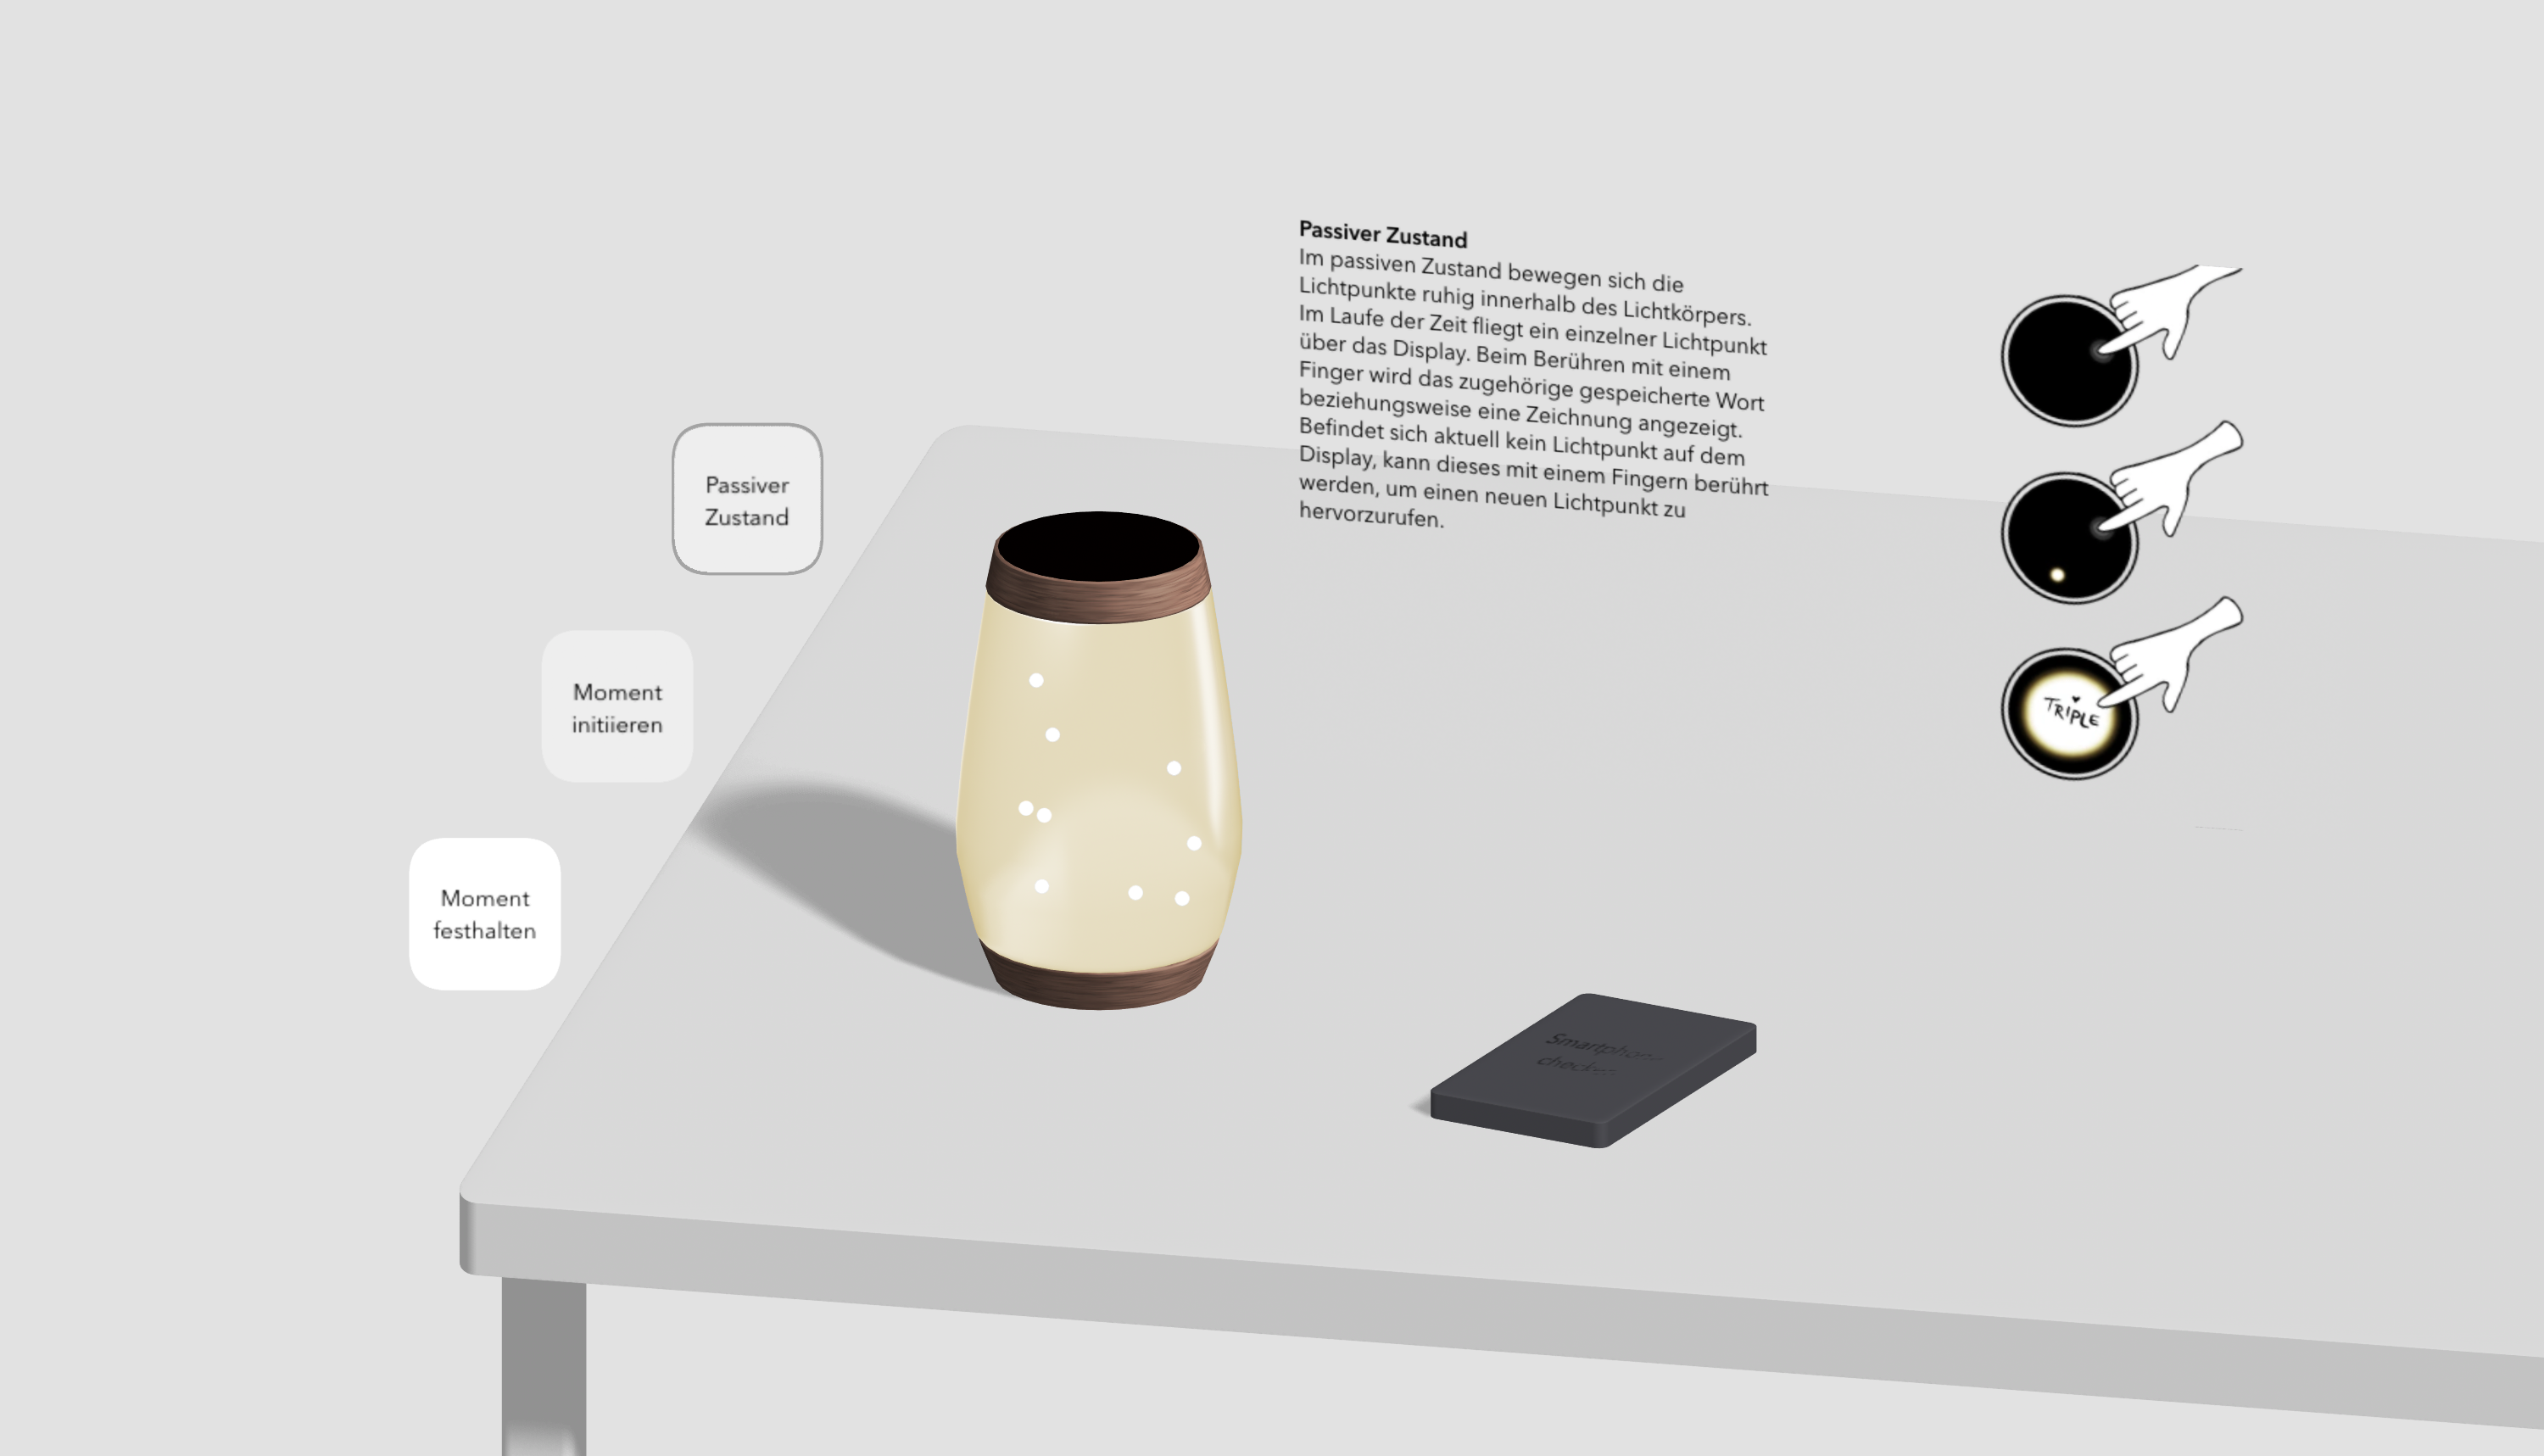 Passiver Zustand
Im passiven Zustand bewegen sich die
Lichtpunkte ruhig innerhalb des Lichtkörpers.
Im Laufe der Zeit fliegt ein einzelner Lichtpunkt
über das Display. Beim Berühren mit einem
Finger wird das zugehörige gespeicherte Wort
beziehungsweise eine Zeichnung angezeigt.
Befindet sich aktuell kein Lichtpunkt auf dem
Display, kann dieses mit einem Fingern berührt
werden, um einen neuen Lichtpunkt zu
hervorzurufen.
Passiver
Zustand
Moment
initiieren
Moment
festhalten
TRIPLE
Smartphone